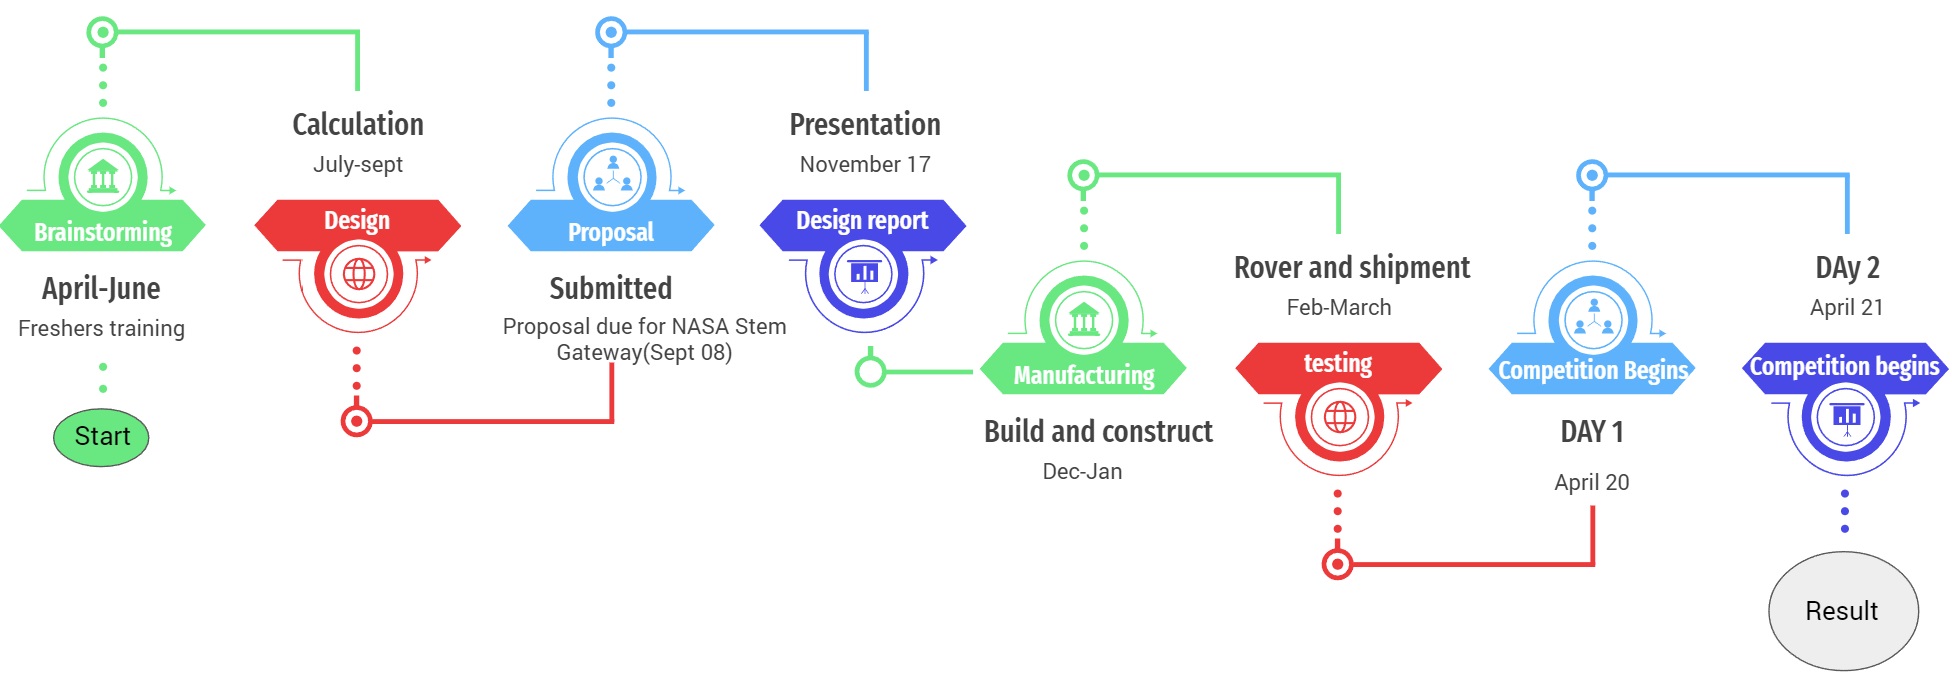 Brainstorming
April-June
Freshers training
Start
Calculation
July-sept
Design
Proposal
Submitted
Proposal due for NASA Stem
Gateway(Sept 08)
Presentation
November 17
Design report
Manufacturing
Build and construct
Dec-Jan
Rover and shipment
Feb-March
testing
Competition Begins
DAY 1
April 20
DAy 2
April 21
Competition begins
Result